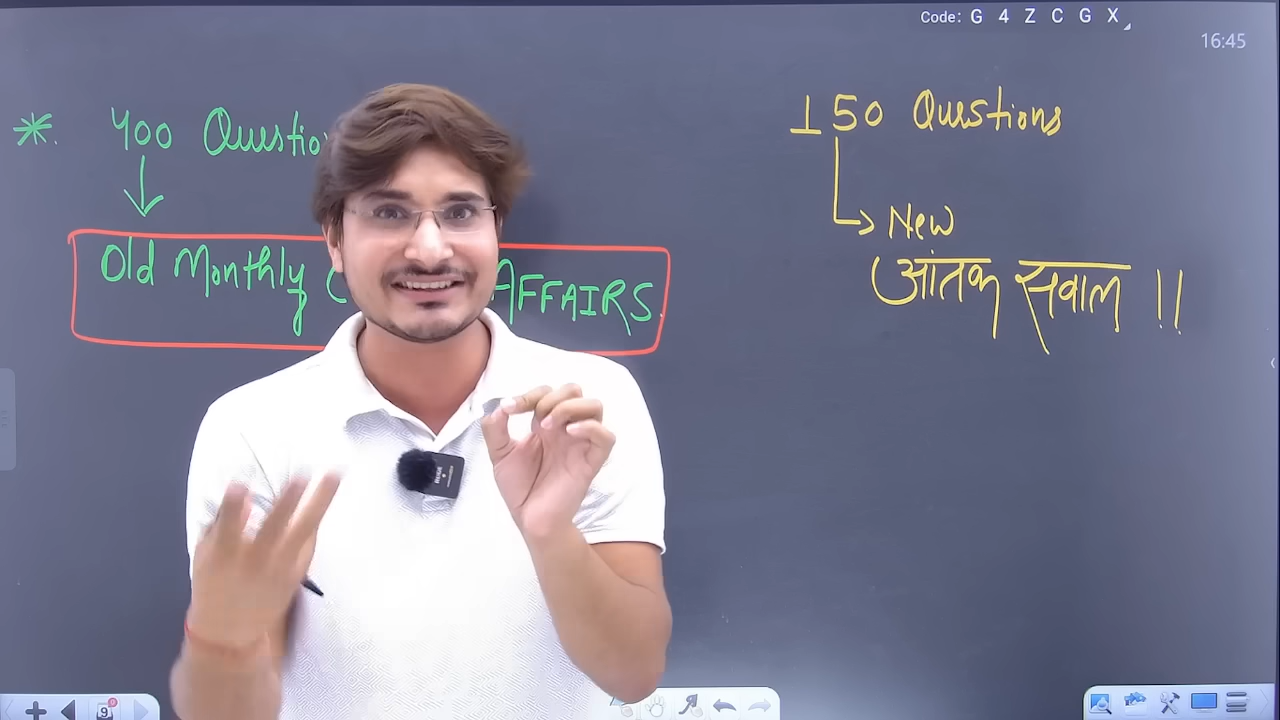 Code: G 4 Z C G X
16:45
*. 400 Questio
Old Monthly C AFFAIRS.
150 Questions
New
आंतक सवाल !!
9